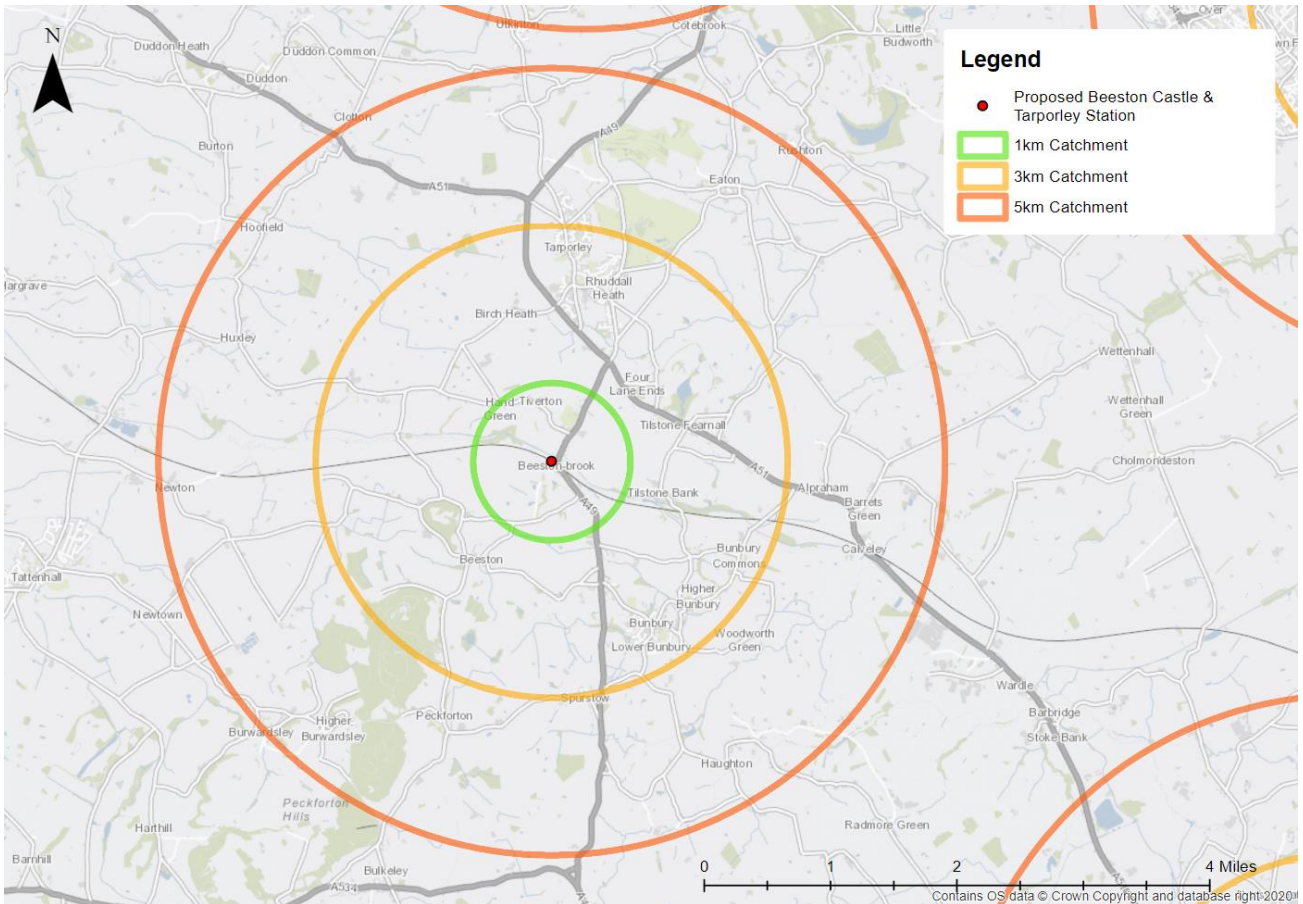 Utkinton
Cotebrook
Over
Little
Budworth
N
Duddon Heath
Duddon Common
Duddon
Legend
Proposed Beeston Castle &
Tarporley Station
1km Catchment
3km Catchment
5km Catchment
Clotton
A49
Burton
Rushton
A51
Eaton
Hoofield
Tarporley
Rhuddall
Heath
Hargrave
Birch Heath
Huxley
Wettenhall
Four
Lane Ends
Hand
Green
Tiverton
Wettenhall
Green
Tilstone Fearnall
Beeston-brook
A51
Cholmondeston
Newton
Tilstone Bank
Alpraham
Barrets
Green
A49
Beeston
Bunbury
Commons
Calveley
Tattenhall
Higher
Bunbury
Newtown
Bunbury
Lower Bunbury
Woodworth
Green
Spurstow
Wardle
Peckforton
Higher
Burwardsley
Burwardsley
Barbridge
Stoke Bank
Haughton
Peckforton
Hills
Harthill
Radmore Green
Barnhill
Bulkeley
A534
0
1
2
4 Miles
Contains OS data © Crown Copyright and database right 2020